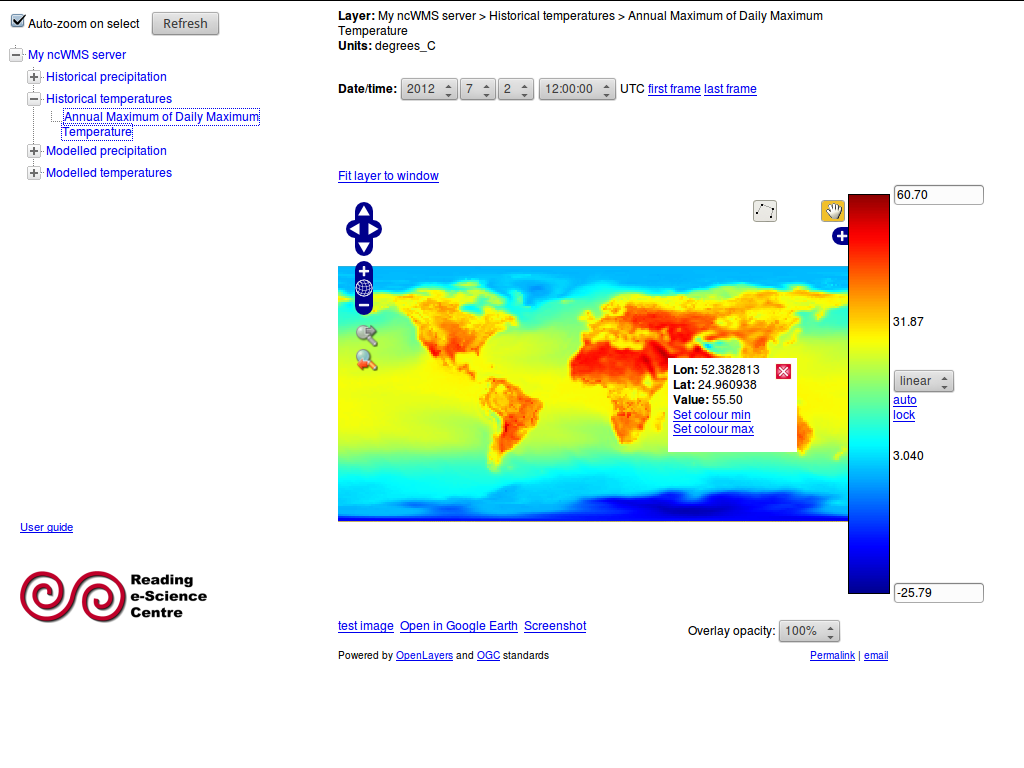 Auto-zoom on select
Refresh
My ncWMS server
Historical precipitation
Historical temperatures
Annual Maximum of Daily Maximum
Temperature
Modelled precipitation
Modelled temperatures
User guide
Reading
e-Science
Centre
Layer: My ncWMS server > Historical temperatures > Annual Maximum of Daily Maximum
Temperature
Units: degrees_C
Date/time: 2012 7 2 12:00:00 UTC first frame last frame
Fit layer to window
Lon: 52.382813
Lat: 24.960938
Value: 55.50
Set colour min
Set colour max
60.70
31.87
linear
auto
lock
3.040
-25.79
test image Open in Google Earth Screenshot
Overlay opacity: 100%
Powered by OpenLayers and OGC standards
Permalink | email